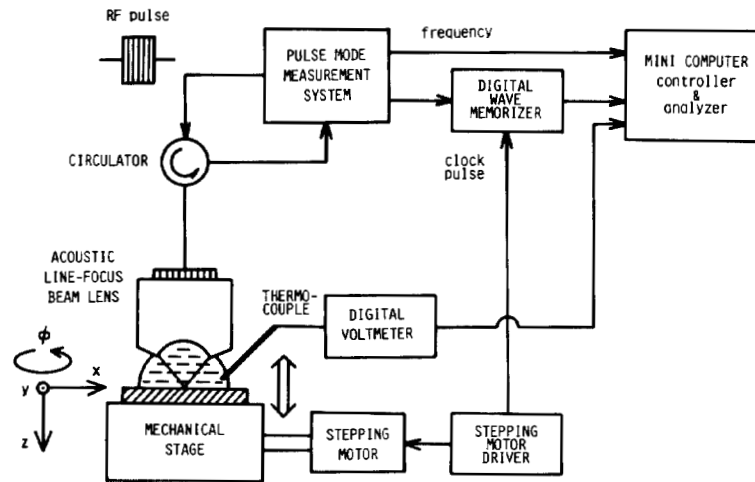 RF pulse
PULSE MODE
MEASUREMENT
SYSTEM
frequency
MINI COMPUTER
controller
&
analyzer
DIGITAL
WAVE
MEMORIZER
CIRCULATOR
clock
pulse
ACOUSTIC
LINE-FOCUS
BEAM LENS
THERMO-
COUPLE
DIGITAL
VOLTMETER
ϕ
x
y
z
MECHANICAL
STAGE
STEPPING
MOTOR
STEPPING
MOTOR
DRIVER